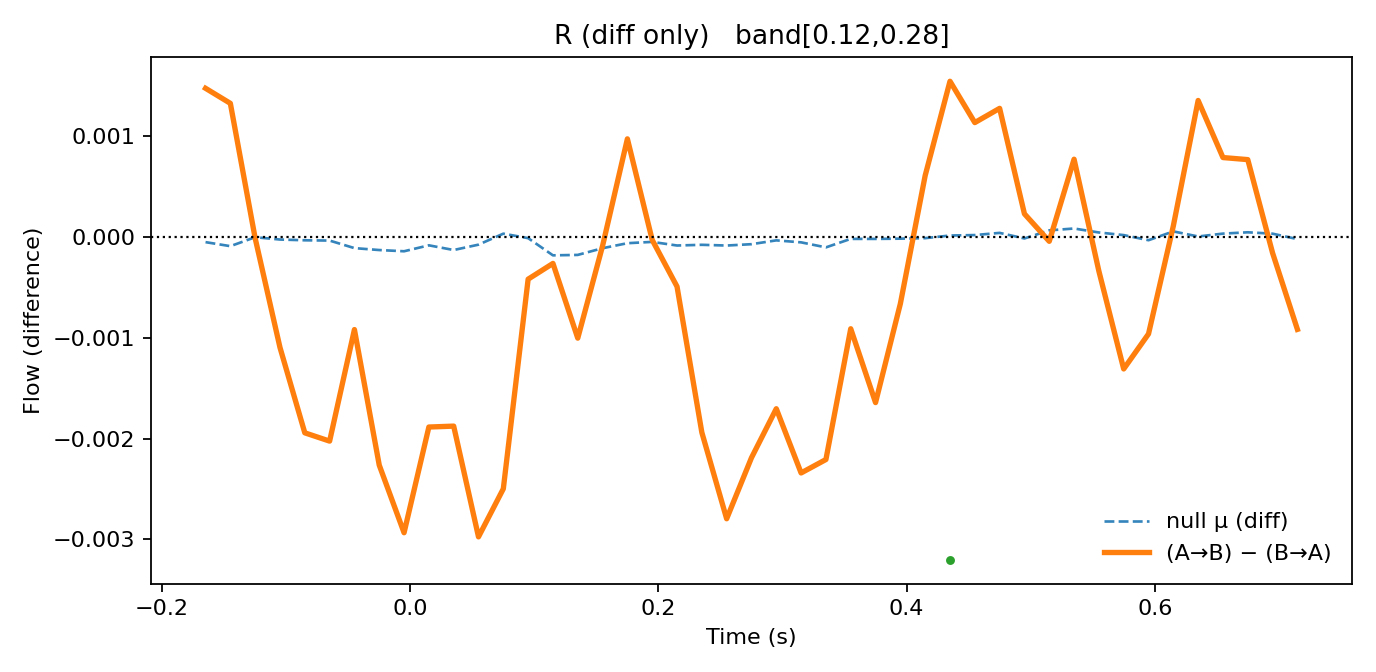 R (diff only)   band[0.12,0.28]
Flow (difference)
0.001
0.000
−0.001
−0.002
−0.003
null μ (diff)
(A→B) − (B→A)
−0.2 0.0 0.2 0.4 0.6
Time (s)